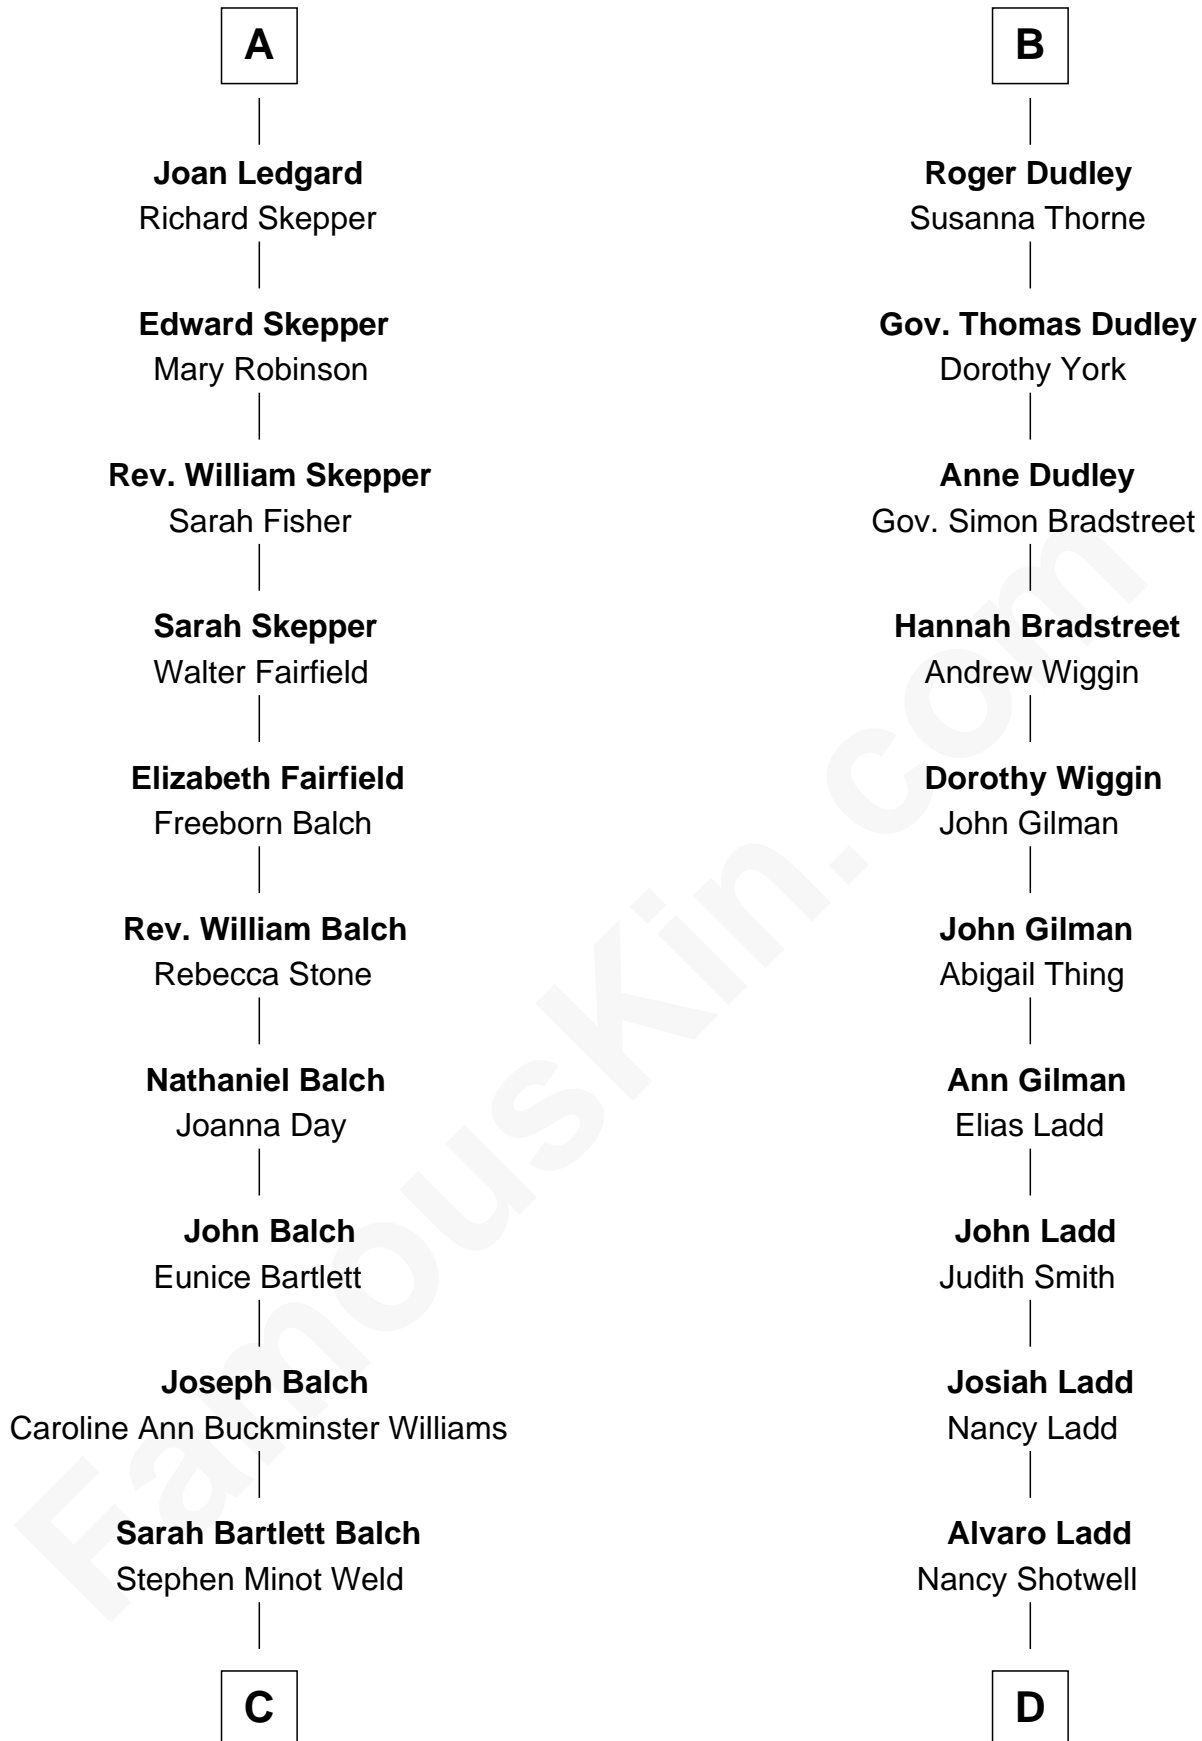 A
Joan Ledgard
Richard Skepper
Edward Skepper
Mary Robinson
Rev. William Skepper
Sarah Fisher
Sarah Skepper
Walter Fairfield
Elizabeth Fairfield
Freeborn Balch
Rev. William Balch
Rebecca Stone
Nathaniel Balch
Joanna Day
John Balch
Eunice Bartlett
Joseph Balch
Caroline Ann Buckminster Williams
Sarah Bartlett Balch
Stephen Minot Weld
C
B
Roger Dudley
Susanna Thorne
Gov. Thomas Dudley
Dorothy York
Anne Dudley
Gov. Simon Bradstreet
Hannah Bradstreet
Andrew Wiggin
Dorothy Wiggin
John Gilman
John Gilman
Abigail Thing
Ann Gilman
Elias Ladd
John Ladd
Judith Smith
Josiah Ladd
Nancy Ladd
Alvaro Ladd
Nancy Shotwell
D
FamousKin.com